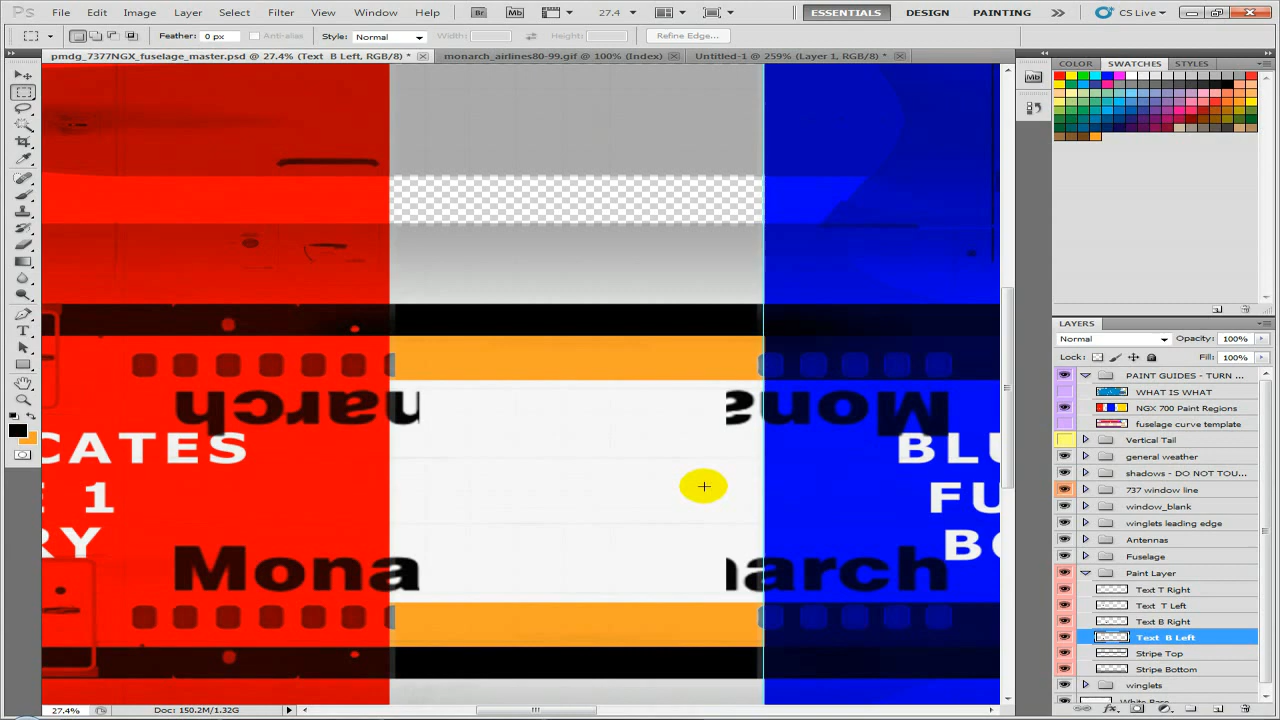 Ps File Edit Image Layer Select Filter View Window Help Br Mb 27.4 ESSENTIALS DESIGN PAINTING CS Live
Feather: 0 px Anti-alias Style: Normal Width: Height: Refine Edge...
pmdg_7377NGX_fuselage_master.psd @ 27.4% (Text B Left, RGB/8) * monarch_airlines80-99.gif @ 100% (Index) Untitled-1 @ 259% (Layer 1, RGB/8) *
COLOR SWATCHES STYLES
Mb
narch Mona
CATES BLU
E 1 FU
RY BO
Mona arch
LAYERS
Normal Opacity: 100%
Lock: Fill: 100%
PAINT GUIDES - TURN ...
WHAT IS WHAT
NGX 700 Paint Regions
fuselage curve template
Vertical Tail
general weather
shadows - DO NOT TOU...
737 window line
window_blank
winglets leading edge
Antennas
Fuselage
Paint Layer
Text T Right
Text T Left
Text B Right
Text B Left
Stripe Top
Stripe Bottom
winglets
27.4% Doc: 150.2M/1.32G